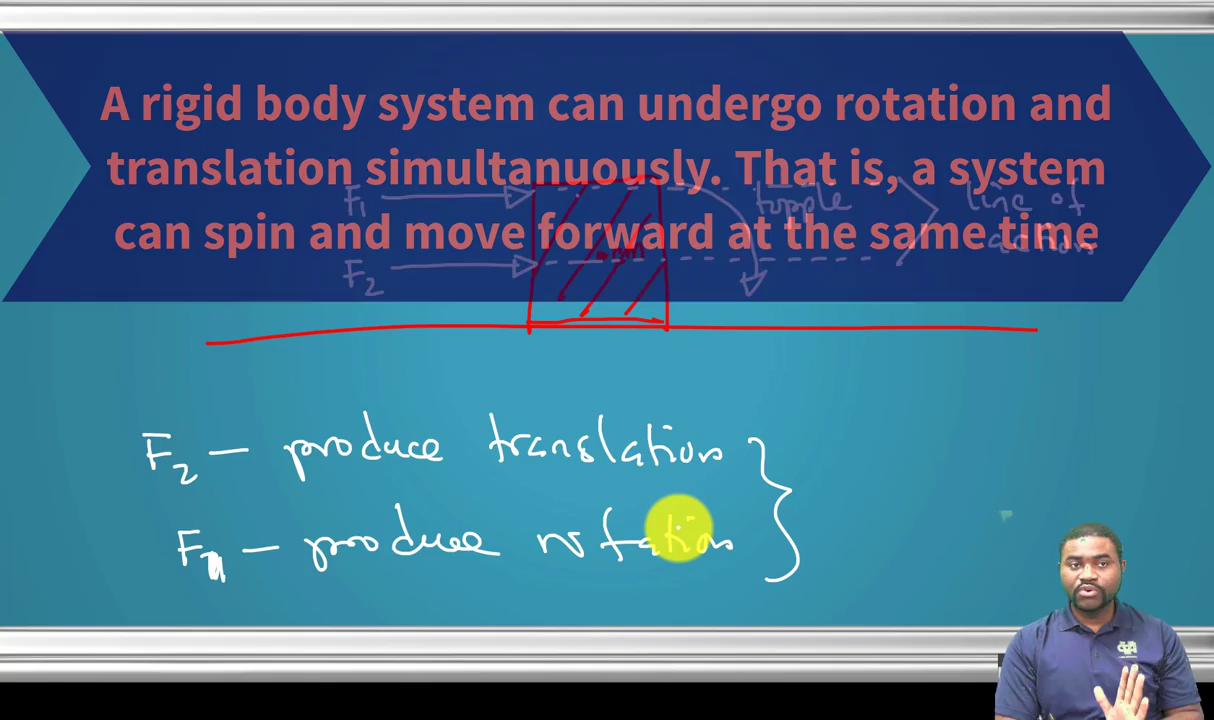 A rigid body system can undergo rotation and
translation simultanuously. That is, a system
can spin and move forward at the same time
F₁ topple line of
action
F₂
F₂ — produce translation
F₁ — produce rotation